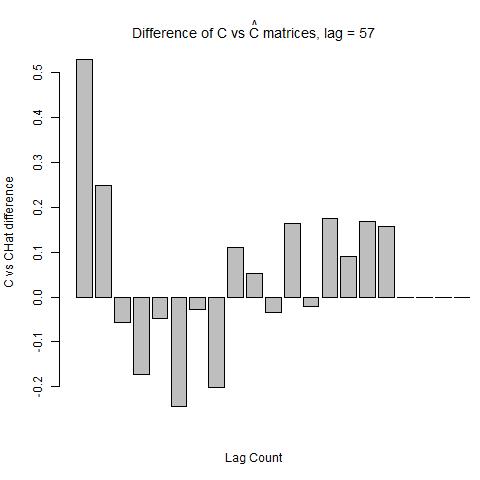 Difference of C vs Ĉ matrices, lag = 57
C vs CHat difference
0.5
0.4
0.3
0.2
0.1
0.0
-0.1
-0.2
Lag Count